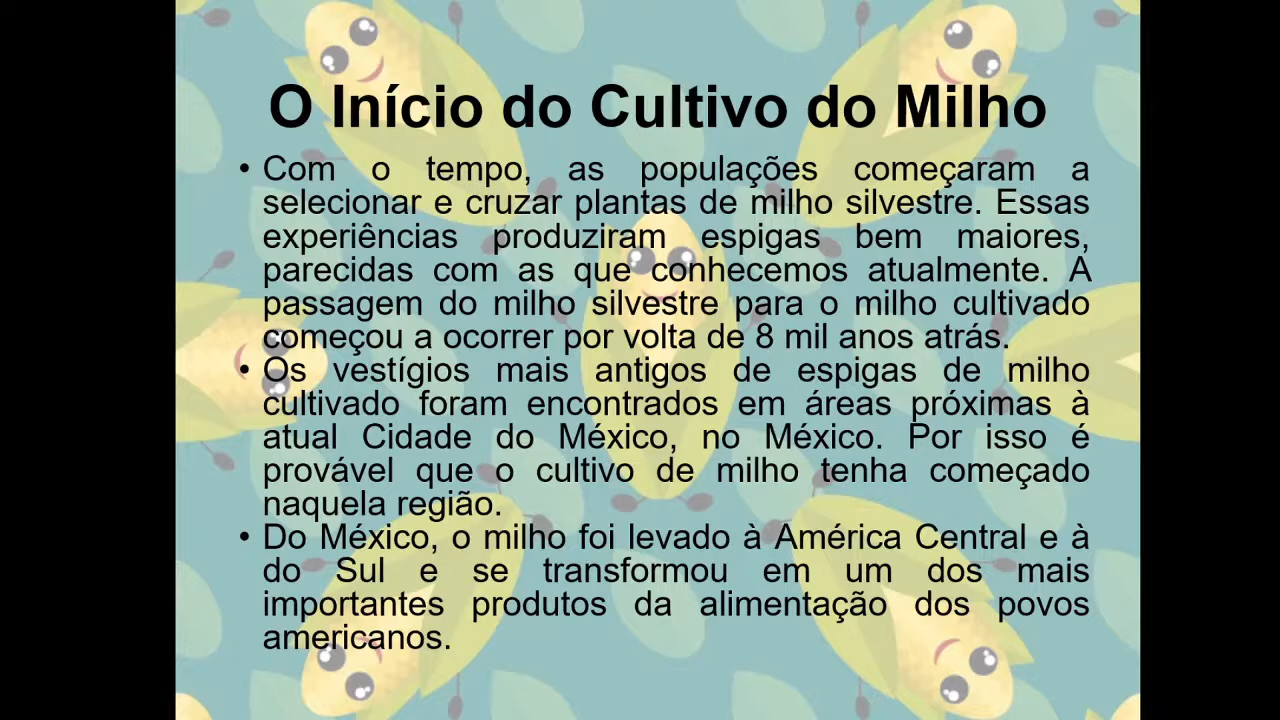 O Início do Cultivo do Milho
• Com o tempo, as populações começaram a
selecionar e cruzar plantas de milho silvestre. Essas
experiências produziram espigas bem maiores,
parecidas com as que conhecemos atualmente. A
passagem do milho silvestre para o milho cultivado
começou a ocorrer por volta de 8 mil anos atrás.
• Os vestígios mais antigos de espigas de milho
cultivado foram encontrados em áreas próximas à
atual Cidade do México, no México. Por isso é
provável que o cultivo de milho tenha começado
naquela região.
• Do México, o milho foi levado à América Central e à
do Sul e se transformou em um dos mais
importantes produtos da alimentação dos povos
americanos.